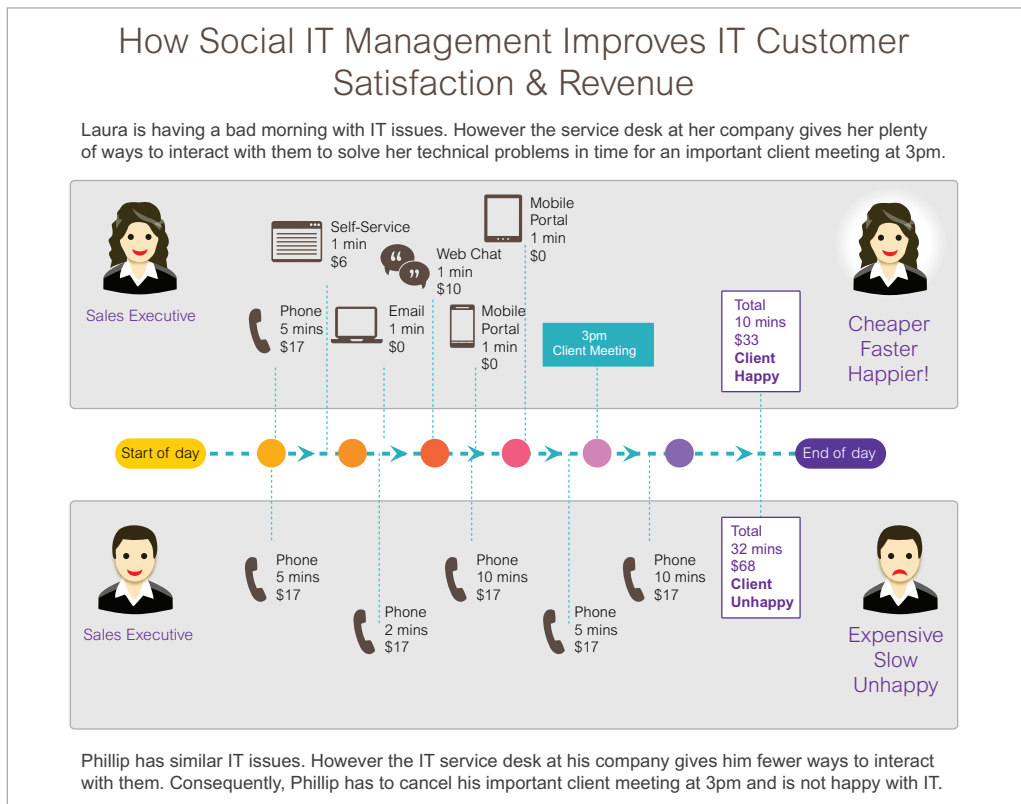 How Social IT Management Improves IT Customer
Satisfaction & Revenue
Laura is having a bad morning with IT issues. However the service desk at her company gives her plenty
of ways to interact with them to solve her technical problems in time for an important client meeting at 3pm.
Sales Executive
Phone
5 mins
$17
Self-Service
1 min
$6
Email
1 min
$0
Web Chat
1 min
$10
Mobile
Portal
1 min
$0
Mobile
Portal
1 min
$0
3pm
Client Meeting
Total
10 mins
$33
Client
Happy
Cheaper
Faster
Happier!
Start of day
End of day
Sales Executive
Phone
5 mins
$17
Phone
2 mins
$17
Phone
10 mins
$17
Phone
5 mins
$17
Phone
10 mins
$17
Total
32 mins
$68
Client
Unhappy
Expensive
Slow
Unhappy
Phillip has similar IT issues. However the IT service desk at his company gives him fewer ways to interact
with them. Consequently, Phillip has to cancel his important client meeting at 3pm and is not happy with IT.